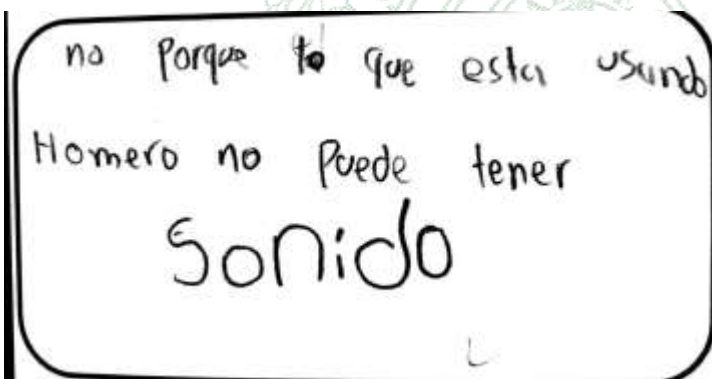 no Porque lo que esta usando
Homero no Puede tener
Sonido